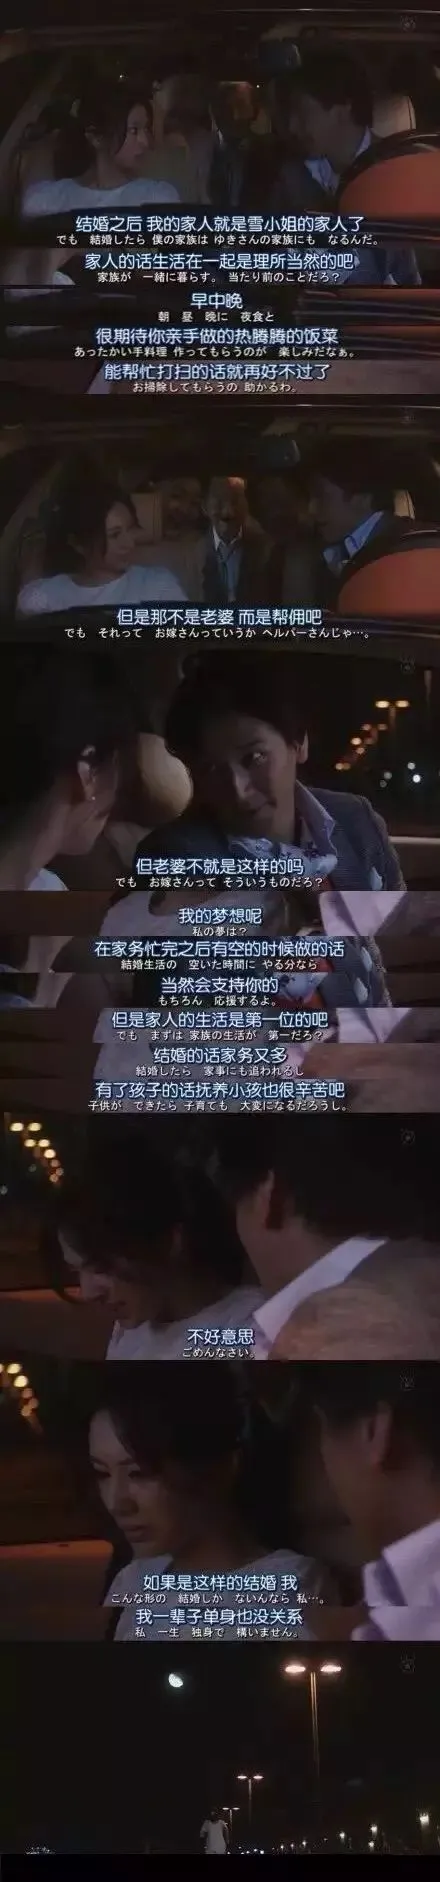 结婚之后 我的家人就是雪小姐的家人了
でも 結婚したら 僕の家族は ゆきさんの家族にも なるんだ。
家人的话生活在一起是理所当然的吧
家族が 一緒に暮らす。 当たり前のことだろ？
早中晚
朝 昼 晩に 夜食と
很期待你亲手做的热腾腾的饭菜
あったかい手料理 作ってもらうのが 楽しみだなぁ。
能帮忙打扫的话就再好不过了
お掃除してもらうの 助かるわ。
但是那不是老婆 而是帮佣吧
でも それって お嫁さんっていうか ヘルパーさんじゃ…。
但老婆不就是这样的吗
でも お嫁さんって そういうものだろ？
我的梦想呢
私の夢は？
在家务忙完之后有空的时候做的话
結婚生活の 空いた時間に やる分なら
当然会支持你的
もちろん 応援するよ。
但是家人的生活是第一位的吧
でも まずは 家族の生活が 第一だろ？
结婚的话家务又多
結婚したら 家事にも追われるし
有了孩子的话抚养小孩也很辛苦吧
子供が できたら 子育ても 大変になるだろうし。
不好意思
ごめんなさい。
如果是这样的结婚 我
こんな形の 結婚しか ないんなら 私…。
我一辈子单身也没关系
私 一生 独身で 構いません。